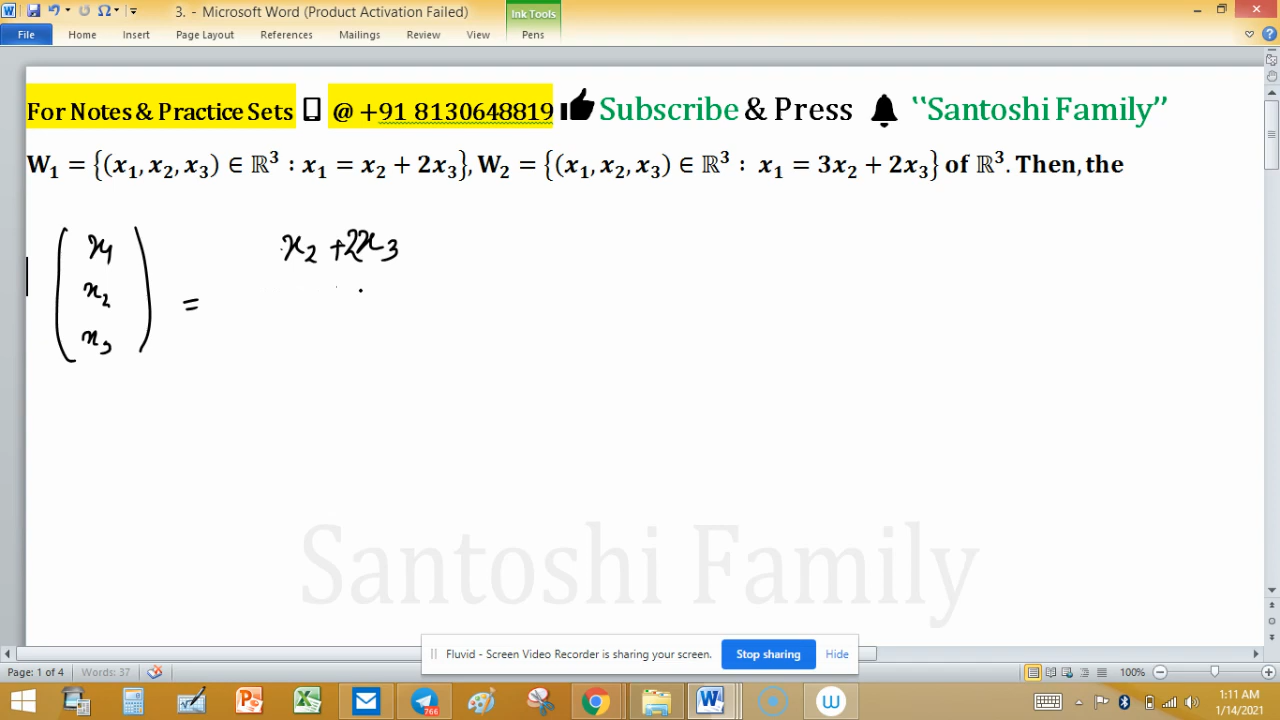 3. - Microsoft Word (Product Activation Failed)
Ink Tools
File Home Insert Page Layout References Mailings Review View Pens
For Notes & Practice Sets @ +91 8130648819 Subscribe & Press “Santoshi Family”
W₁ = {(x₁, x₂, x₃) ∈ ℝ³ : x₁ = x₂ + 2x₃}, W₂ = {(x₁, x₂, x₃) ∈ ℝ³ : x₁ = 3x₂ + 2x₃} of ℝ³. Then, the
x₁ x₂ + 2x₃
x₂ =
x₃
Santoshi Family
Fluvid - Screen Video Recorder is sharing your screen. Stop sharing Hide
Page: 1 of 4 Words: 37 100%
766
1:11 AM
1/14/2021